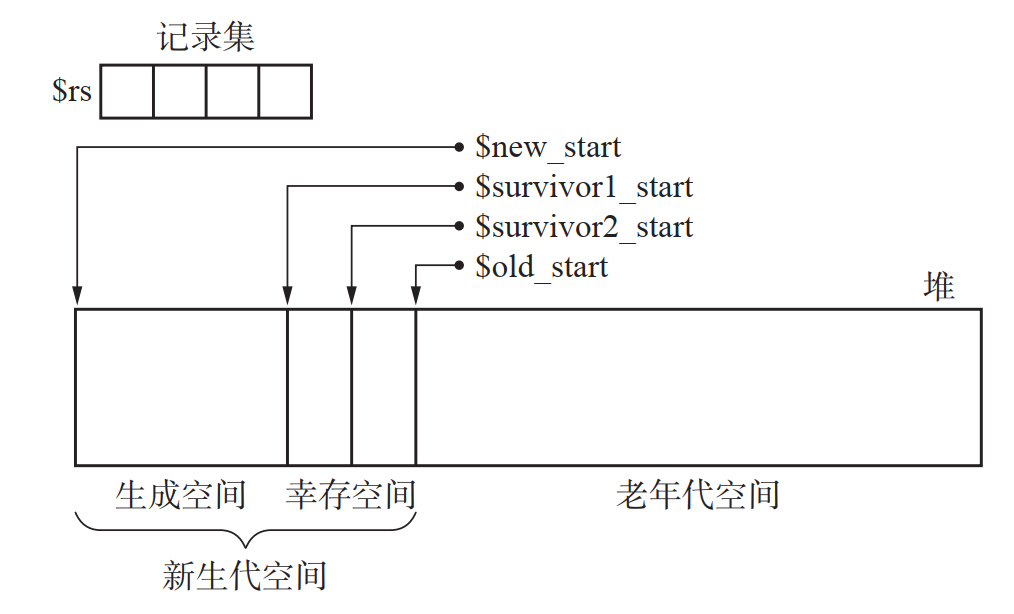 记录集
$rs
$new_start
$survivor1_start
$survivor2_start
$old_start
堆
生成空间 幸存空间 老年代空间
新生代空间